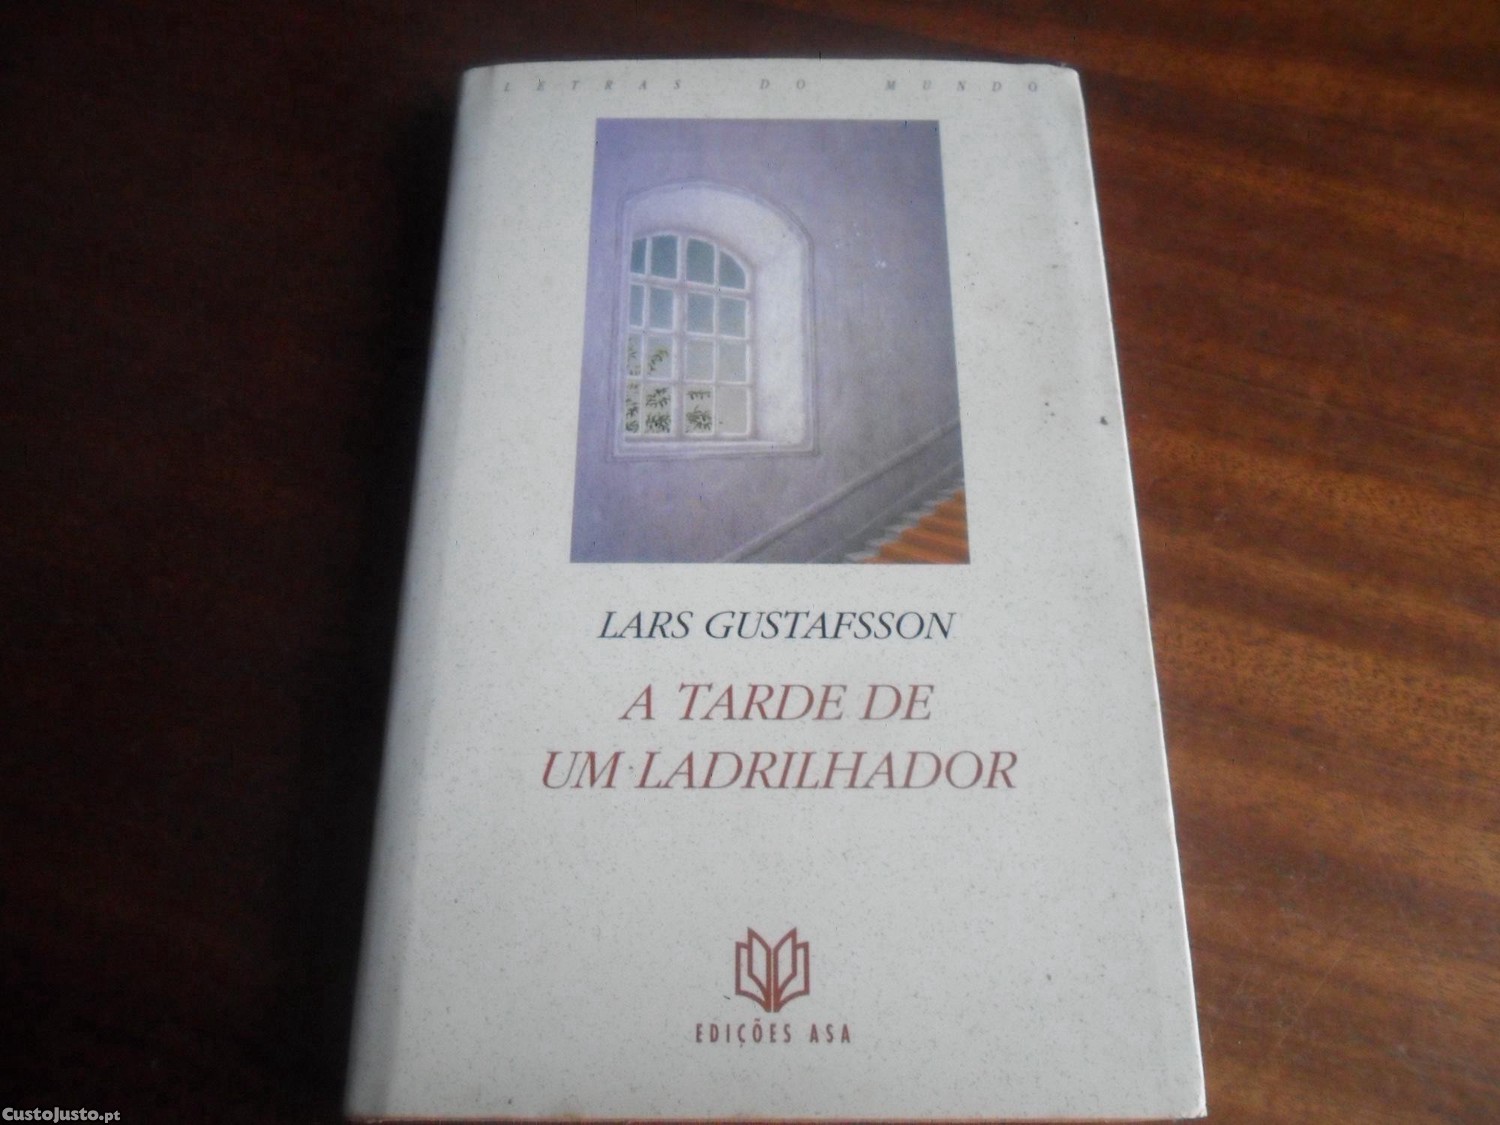 LETRAS DO MUNDO
LARS GUSTAFSSON
A TARDE DE
UM LADRILHADOR
EDIÇÕES ASA
CustoJusto.pt